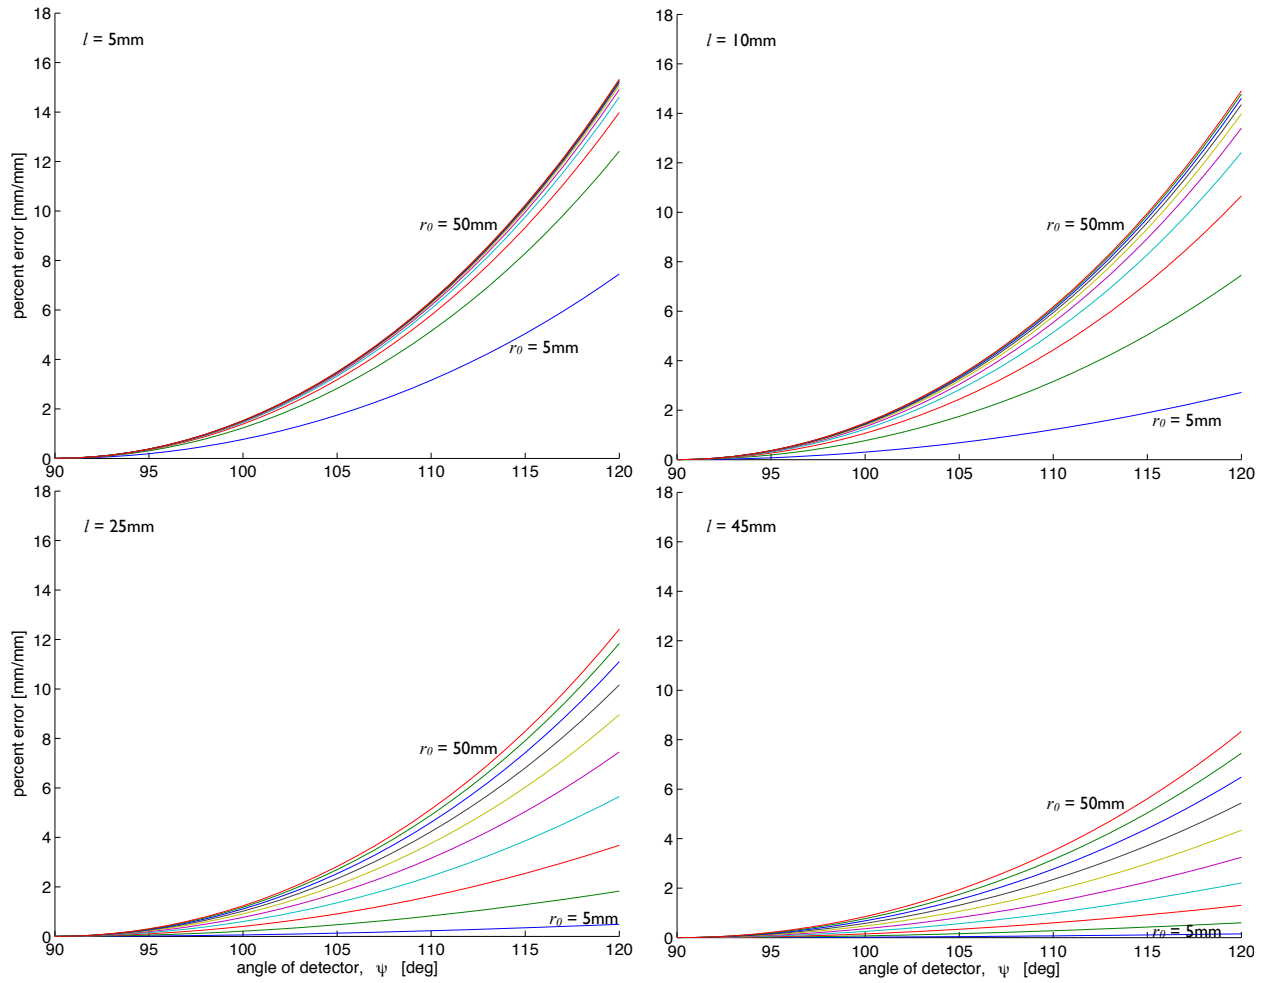 18
16
14
12
10
8
6
4
2
0
percent error [mm/mm]
l = 5mm
r0 = 50mm
r0 = 5mm
90 95 100 105 110 115 120
18
16
14
12
10
8
6
4
2
0
l = 10mm
r0 = 50mm
r0 = 5mm
90 95 100 105 110 115 120
18
16
14
12
10
8
6
4
2
0
percent error [mm/mm]
l = 25mm
r0 = 50mm
r0 = 5mm
90 95 100 105 110 115 120
angle of detector, ψ [deg]
18
16
14
12
10
8
6
4
2
0
l = 45mm
r0 = 50mm
r0 = 5mm
90 95 100 105 110 115 120
angle of detector, ψ [deg]